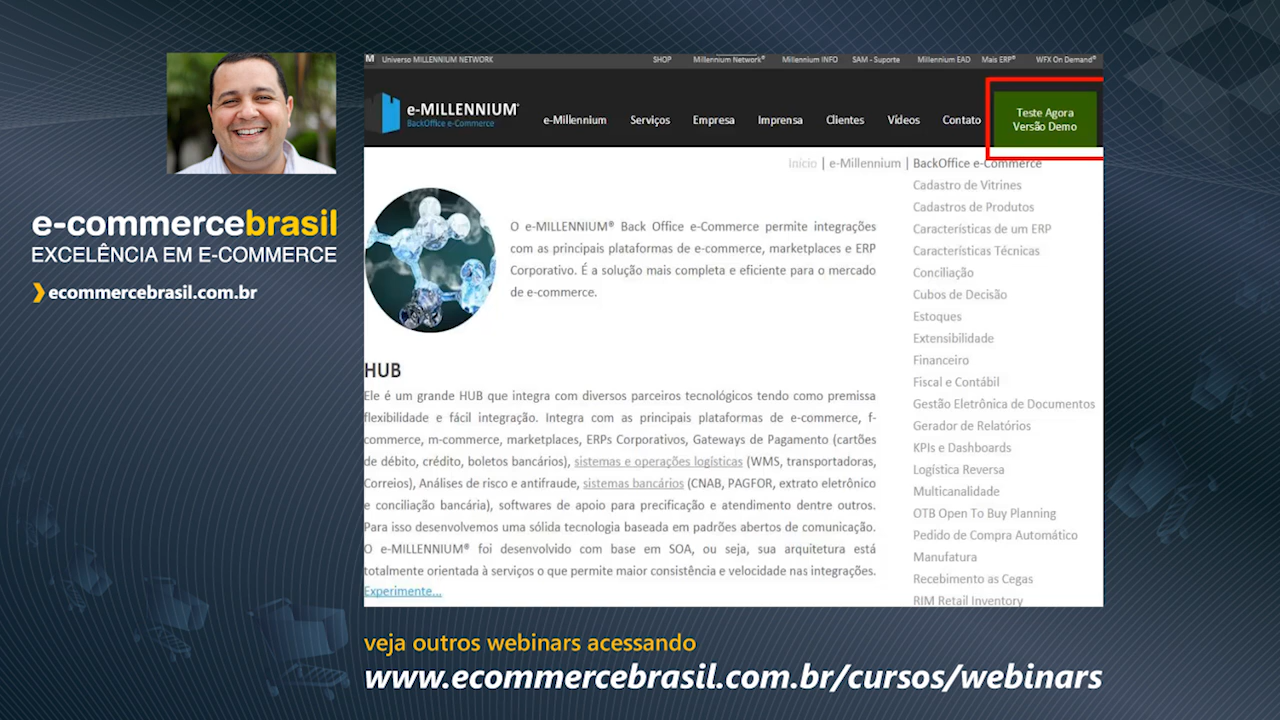 e-commercebrasil
EXCELÊNCIA EM E-COMMERCE
ecommercebrasil.com.br
M Universo MILLENNIUM NETWORK
SHOP
Millennium Network®
Millennium INFO
SAM - Suporte
Millennium EAD
Mais ERP®
WFX On Demand®
e-MILLENNIUM®
BackOffice e-Commerce
e-Millennium
Serviços
Empresa
Imprensa
Clientes
Vídeos
Contato
Teste Agora
Versão Demo
Início | e-Millennium | BackOffice e-Commerce
O e-MILLENNIUM® Back Office e-Commerce permite integrações
com as principais plataformas de e-commerce, marketplaces e ERP
Corporativo. É a solução mais completa e eficiente para o mercado
de e-commerce.
HUB
Ele é um grande HUB que integra com diversos parceiros tecnológicos tendo como premissa
flexibilidade e fácil integração. Integra com as principais plataformas de e-commerce, f-
commerce, m-commerce, marketplaces, ERPs Corporativos, Gateways de Pagamento (cartões
de débito, crédito, boletos bancários), sistemas e operações logísticas (WMS, transportadoras,
Correios), Análises de risco e antifraude, sistemas bancários (CNAB, PAGFOR, extrato eletrônico
e conciliação bancária), softwares de apoio para precificação e atendimento dentre outros.
Para isso desenvolvemos uma sólida tecnologia baseada em padrões abertos de comunicação.
O e-MILLENNIUM® foi desenvolvido com base em SOA, ou seja, sua arquitetura está
totalmente orientada à serviços o que permite maior consistência e velocidade nas integrações.
Experimente...
Cadastro de Vitrines
Cadastros de Produtos
Características de um ERP
Características Técnicas
Conciliação
Cubos de Decisão
Estoques
Extensibilidade
Financeiro
Fiscal e Contábil
Gestão Eletrônica de Documentos
Gerador de Relatórios
KPIs e Dashboards
Logística Reversa
Multicanalidade
OTB Open To Buy Planning
Pedido de Compra Automático
Manufatura
Recebimento as Cegas
RIM Retail Inventory
veja outros webinars acessando
www.ecommercebrasil.com.br/cursos/webinars